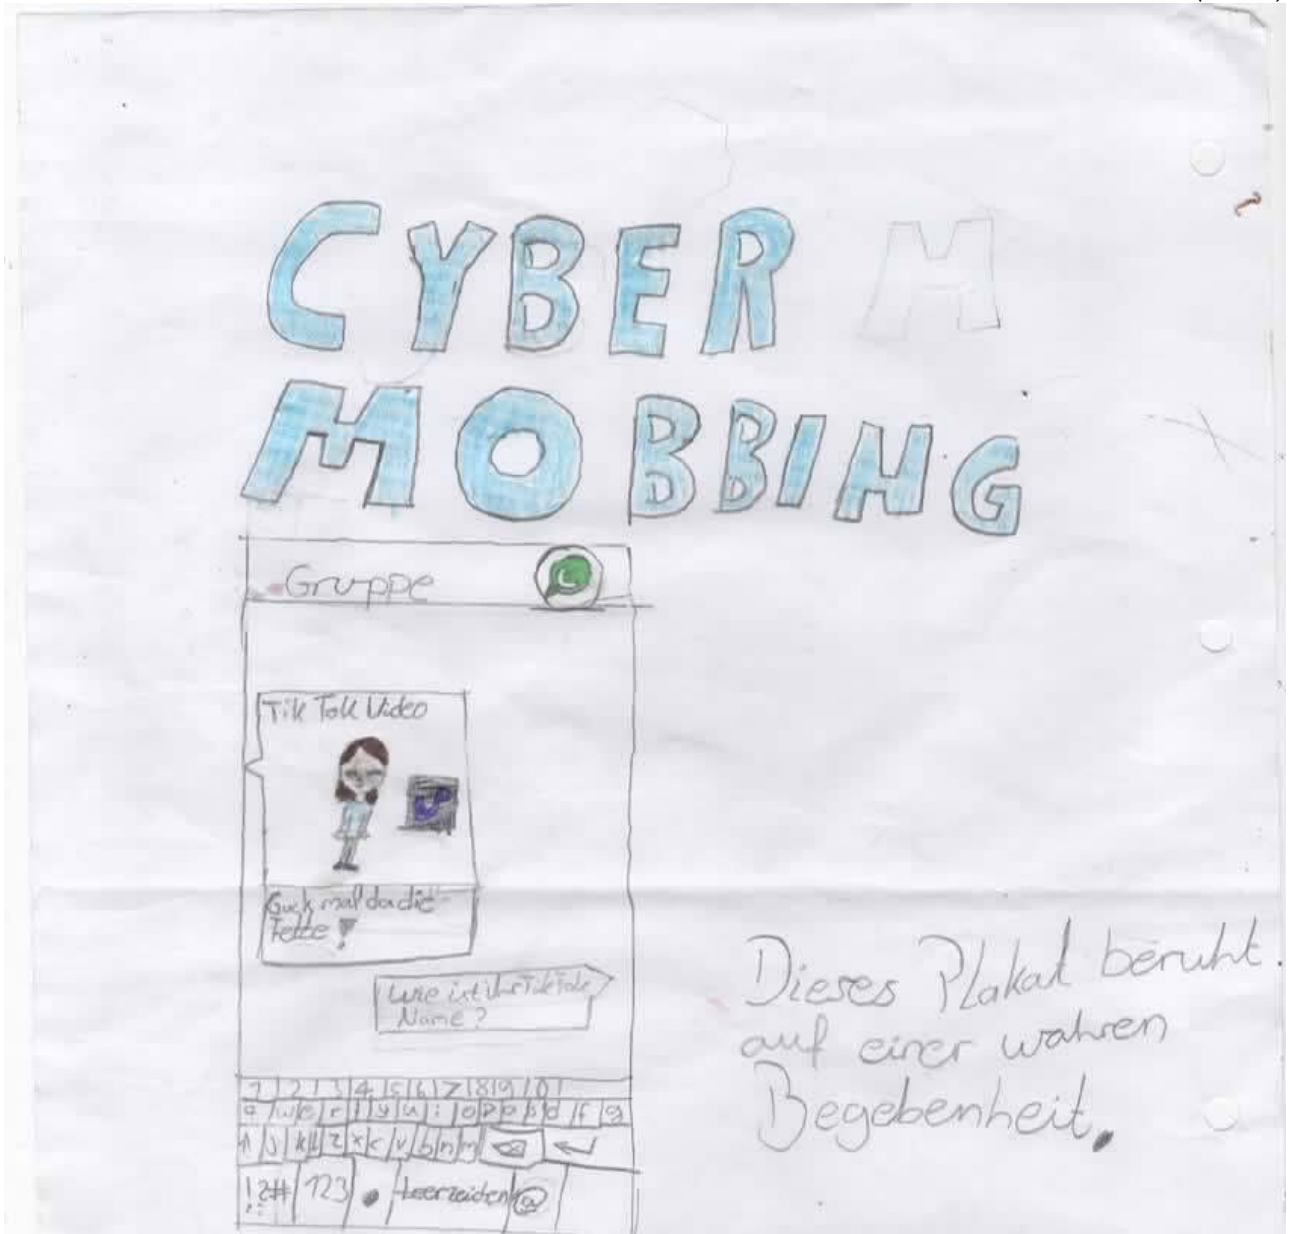 CYBER M
MOBBING
Gruppe
Tik Tok Video
Guck mal da die
Fette!
Wie ist ihr TikTok
Name?
Dieses Plakat beruht
auf einer wahren
Begebenheit.
1 2 3 4 5 6 7 8 9 0
!?# 123 . Leerzeichen @